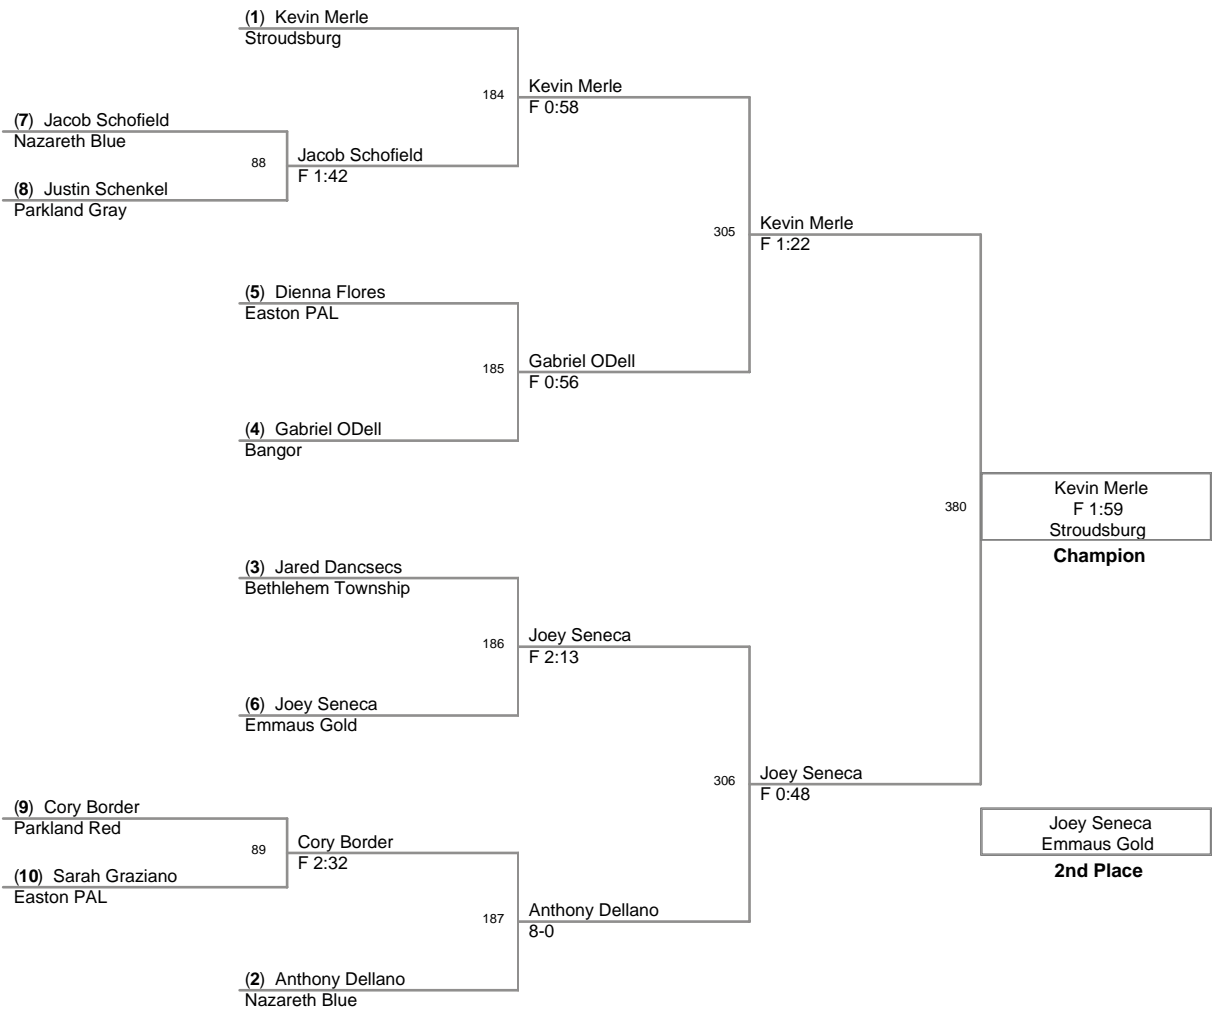 (1) Kevin Merle
Stroudsburg
184
Kevin Merle
F 0:58
(7) Jacob Schofield
Nazareth Blue
88
Jacob Schofield
F 1:42
(8) Justin Schenkel
Parkland Gray
305
Kevin Merle
F 1:22
(5) Dienna Flores
Easton PAL
185
Gabriel ODell
F 0:56
(4) Gabriel ODell
Bangor
380
Kevin Merle
F 1:59
Stroudsburg
Champion
(3) Jared Dancsecs
Bethlehem Township
186
Joey Seneca
F 2:13
(6) Joey Seneca
Emmaus Gold
306
Joey Seneca
F 0:48
(9) Cory Border
Parkland Red
89
Cory Border
F 2:32
(10) Sarah Graziano
Easton PAL
Joey Seneca
Emmaus Gold
2nd Place
187
Anthony Dellano
8-0
(2) Anthony Dellano
Nazareth Blue